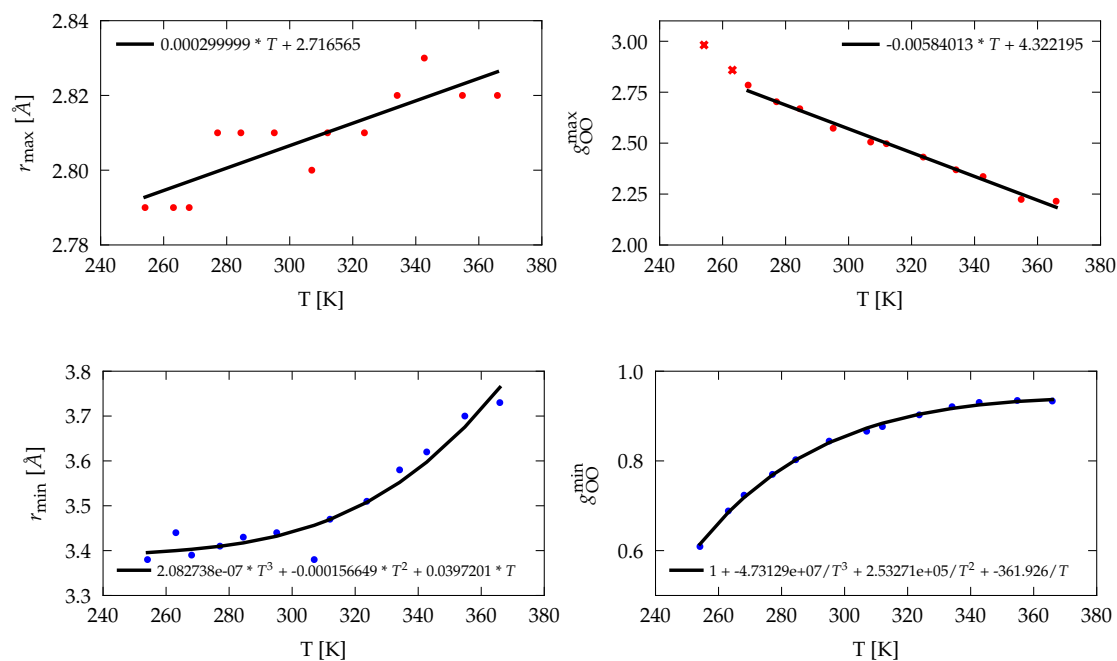 2.84
0.000299999 * T + 2.716565
2.82
2.80
2.78
r_max [Å]
240 260 280 300 320 340 360 380
T [K]
3.00
-0.00584013 * T + 4.322195
2.75
2.50
2.25
2.00
g_OO^max
240 260 280 300 320 340 360 380
T [K]
3.8
3.7
3.6
3.5
3.4
3.3
r_min [Å]
2.082738e-07 * T³ + -0.000156649 * T² + 0.0397201 * T
240 260 280 300 320 340 360 380
T [K]
1.0
0.8
0.6
g_OO^min
1 + -4.73129e+07/T³ + 2.53271e+05/T² + -361.926/T
240 260 280 300 320 340 360 380
T [K]